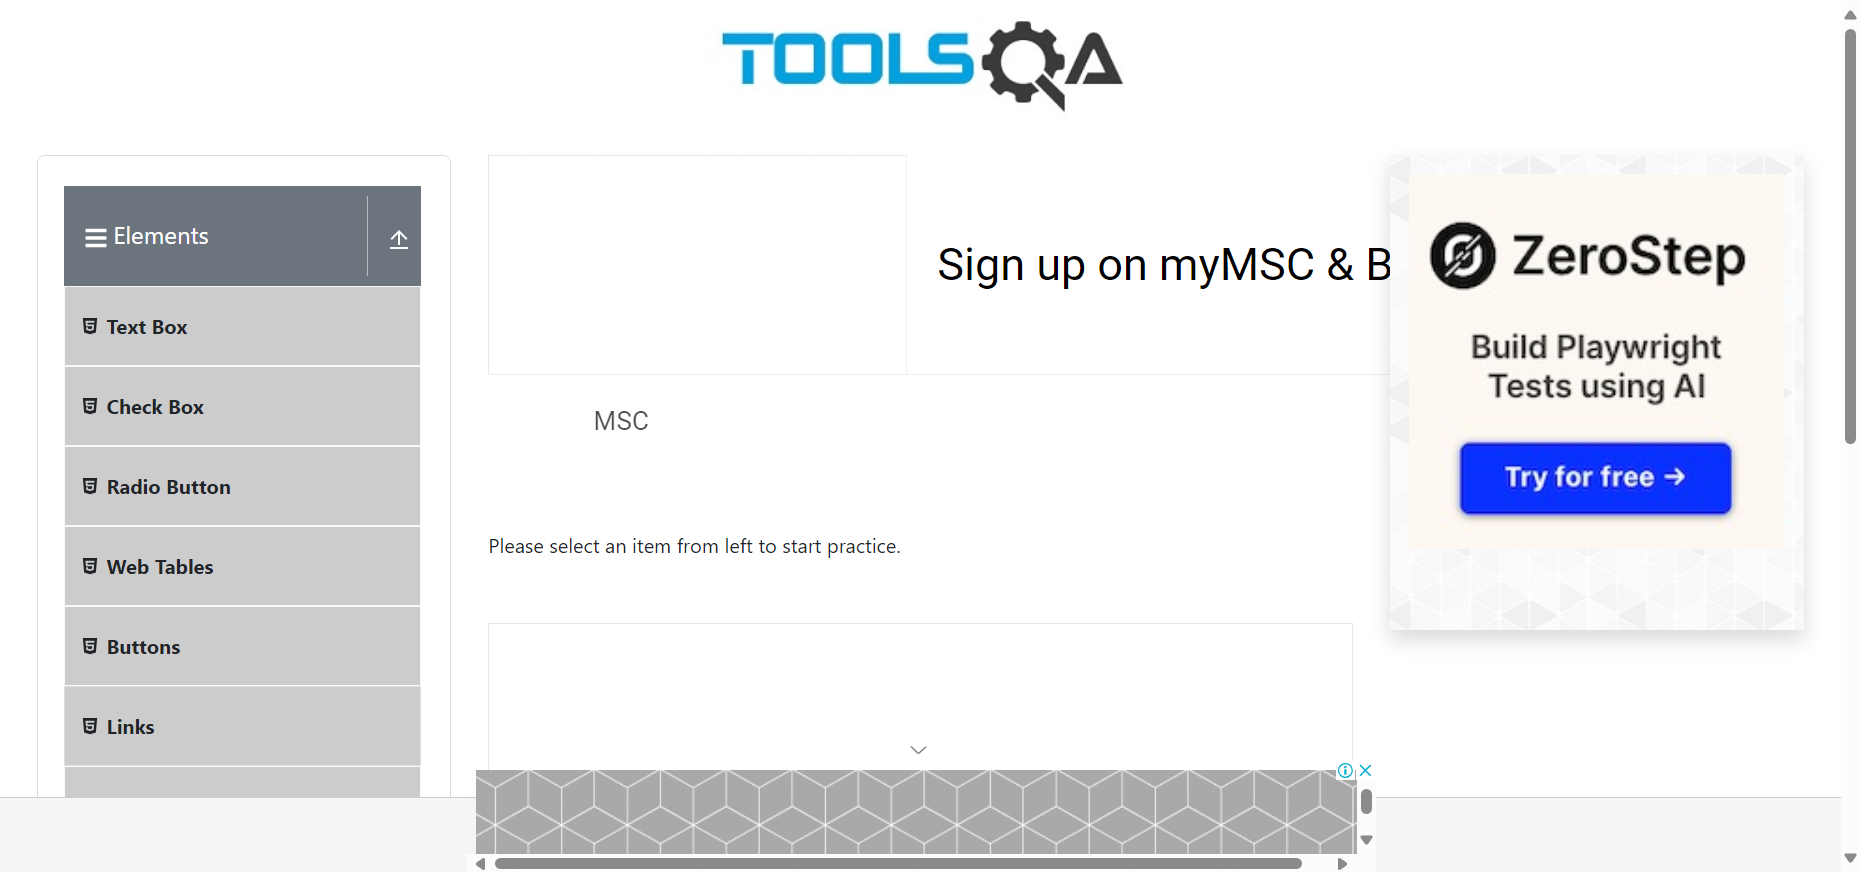 TOOLSQA
Elements
Text Box
Check Box
Radio Button
Web Tables
Buttons
Links
Sign up on myMSC & B
MSC
Please select an item from left to start practice.
ZeroStep
Build Playwright
Tests using AI
Try for free →